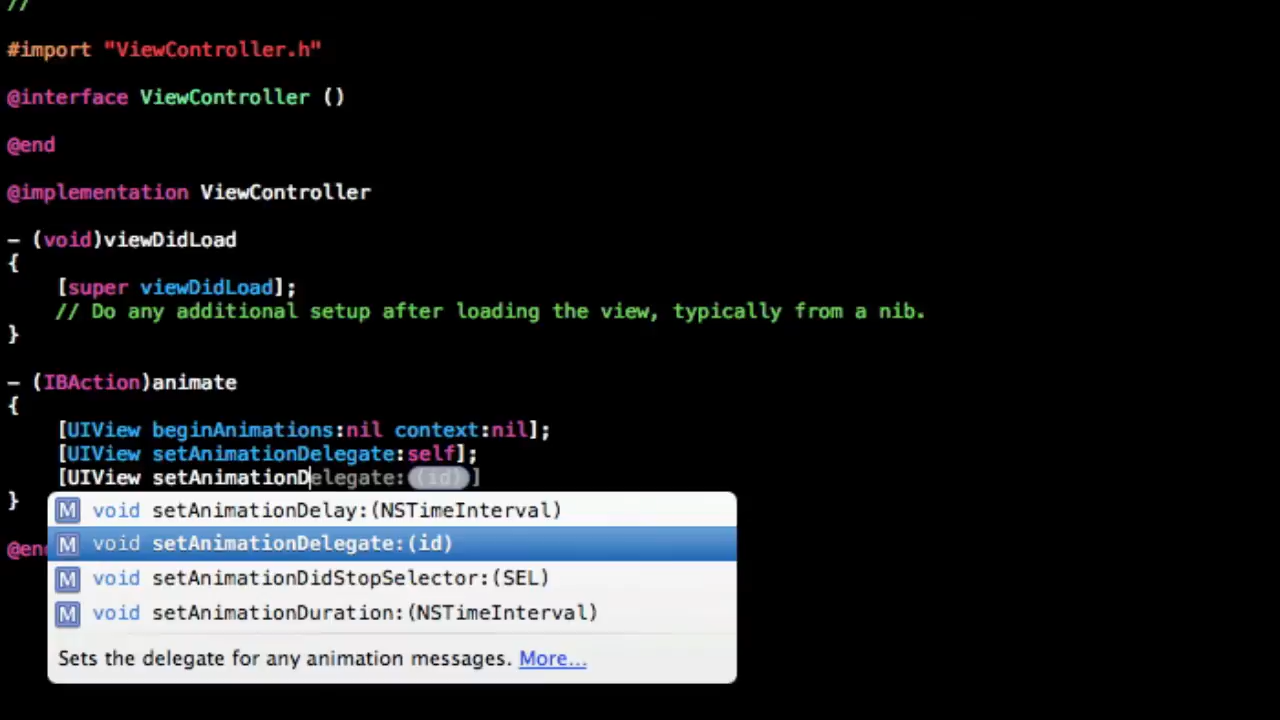 //
#import "ViewController.h"
@interface ViewController ()
@end
@implementation ViewController
- (void)viewDidLoad
{
[super viewDidLoad];
// Do any additional setup after loading the view, typically from a nib.
}
- (IBAction)animate
{
[UIView beginAnimations:nil context:nil];
[UIView setAnimationDelegate:self];
[UIView setAnimationDelegate:(id)]
}
M void setAnimationDelay:(NSTimeInterval)
M void setAnimationDelegate:(id)
@en
M void setAnimationDidStopSelector:(SEL)
M void setAnimationDuration:(NSTimeInterval)
Sets the delegate for any animation messages. More...